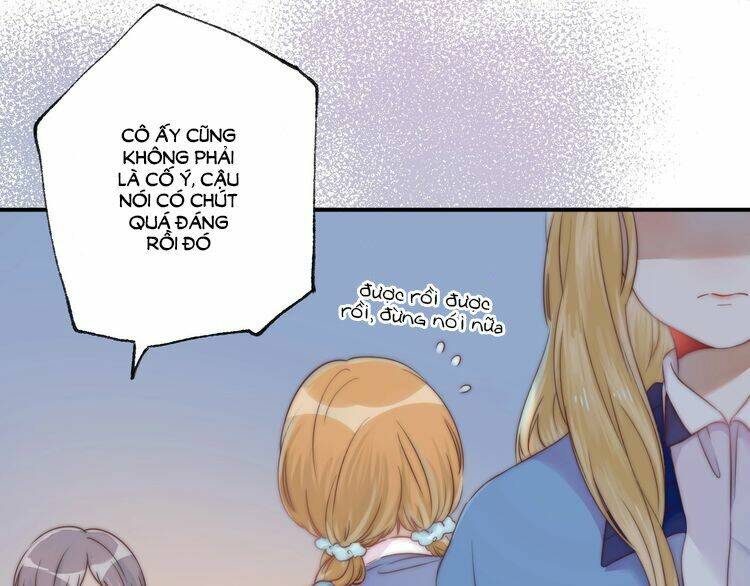 CÔ ẤY CŨNG
KHÔNG PHẢI
LÀ CỐ Ý, CẬU
NÓI CÓ CHÚT
QUÁ ĐÁNG
RỒI ĐÓ
được rồi được
rồi, đừng nói nữa